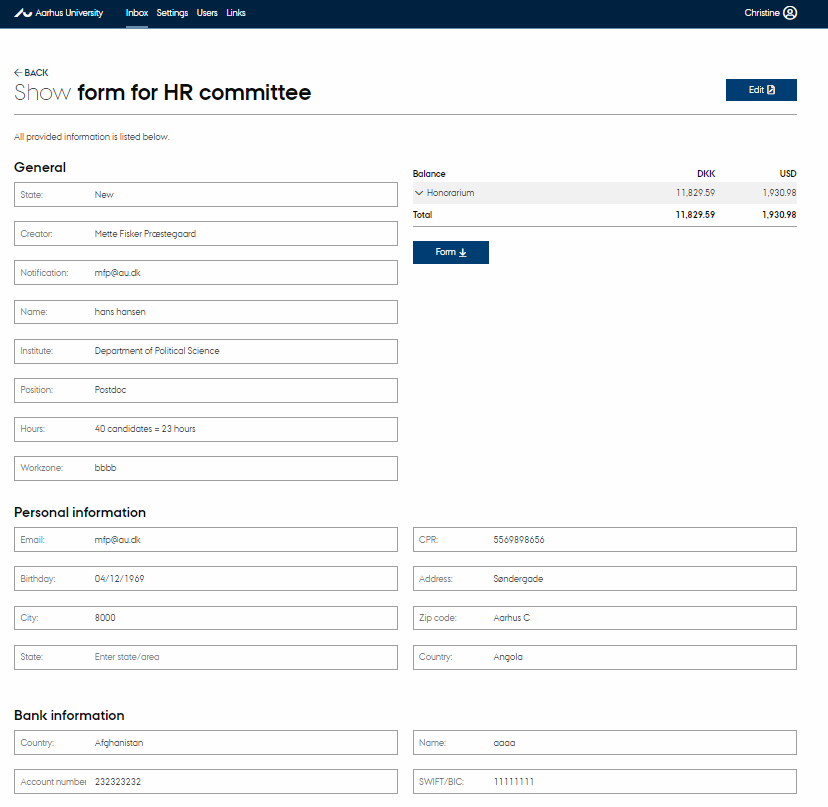 Aarhus University Inbox Settings Users Links Christine
BACK
Show form for HR committee
Edit
All provided information is listed below.
General
State: New
Creator: Mette Fisker Præstegaard
Notification: mfp@au.dk
Name: hans hansen
Institute: Department of Political Science
Position: Postdoc
Hours: 40 candidates = 23 hours
Workzone: bbbb
Balance DKK USD
Honorarium 11,829.59 1,930.98
Total 11,829.59 1,930.98
Form
Personal information
Email: mfp@au.dk CPR: 5569898656
Birthday: 04/12/1969 Address: Søndergade
City: 8000 Zip code: Aarhus C
State: Enter state/area Country: Angola
Bank information
Country: Afghanistan Name: aaaa
Account number 232323232 SWIFT/BIC: 11111111